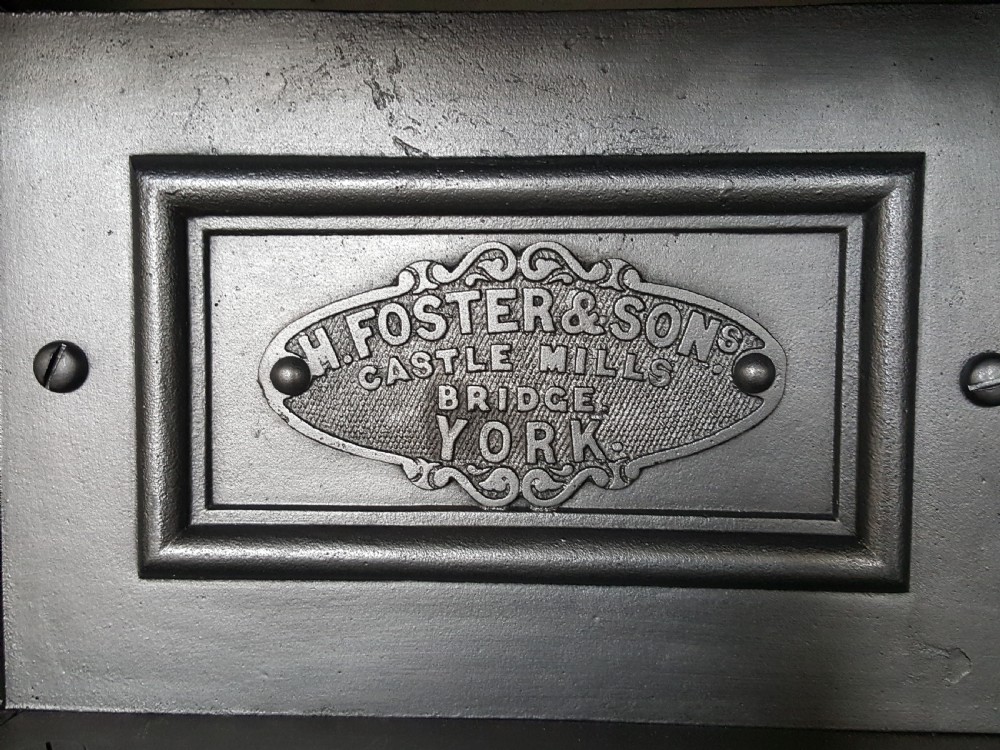 H. FOSTER & SONS.
CASTLE MILLS
BRIDGE,
YORK.